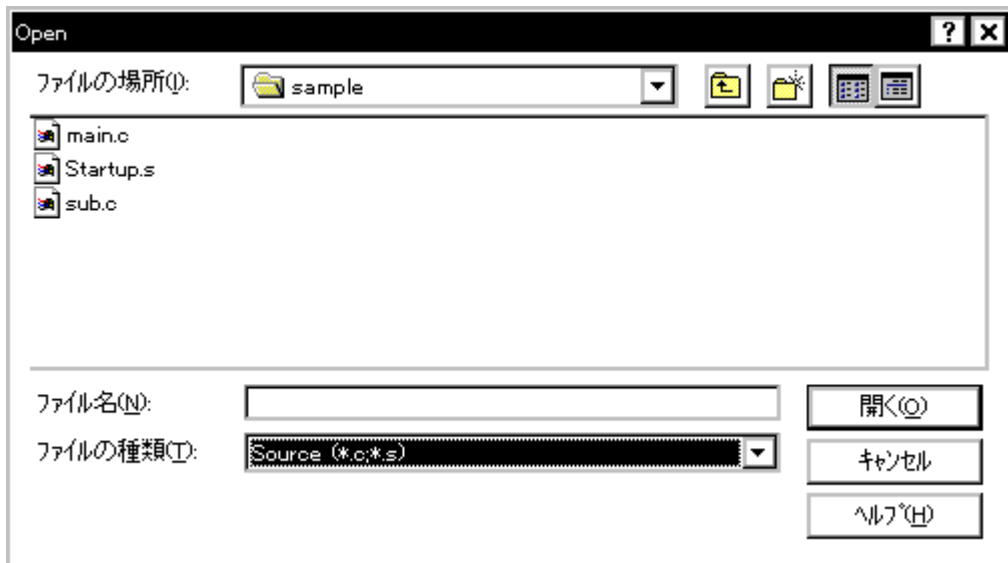 Open
ファイルの場所(I):
sample
main.c
Startup.s
sub.c
ファイル名(N):
開く(O)
ファイルの種類(T):
Source (*.c;*.s)
キャンセル
ヘルプ(H)